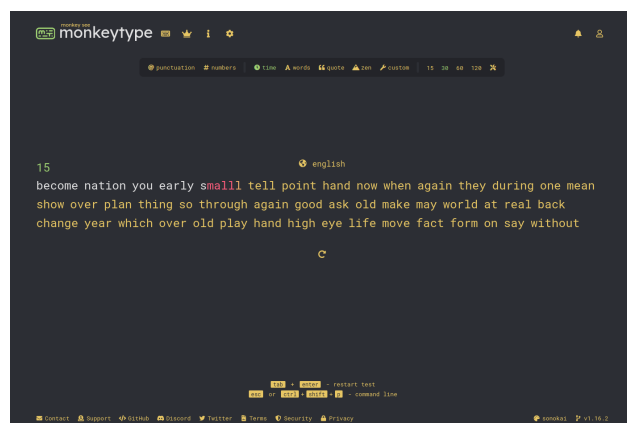 monkey see
monkeytype
@ punctuation # numbers time A words quote zen custom 15 30 60 120
15
english
become nation you early smalll tell point hand now when again they during one mean
show over plan thing so through again good ask old make may world at real back
change year which over old play hand high eye life move fact form on say without
tab + enter - restart test
esc or ctrl + shift + p - command line
Contact Support GitHub Discord Twitter Terms Security Privacy sonokai v1.16.2